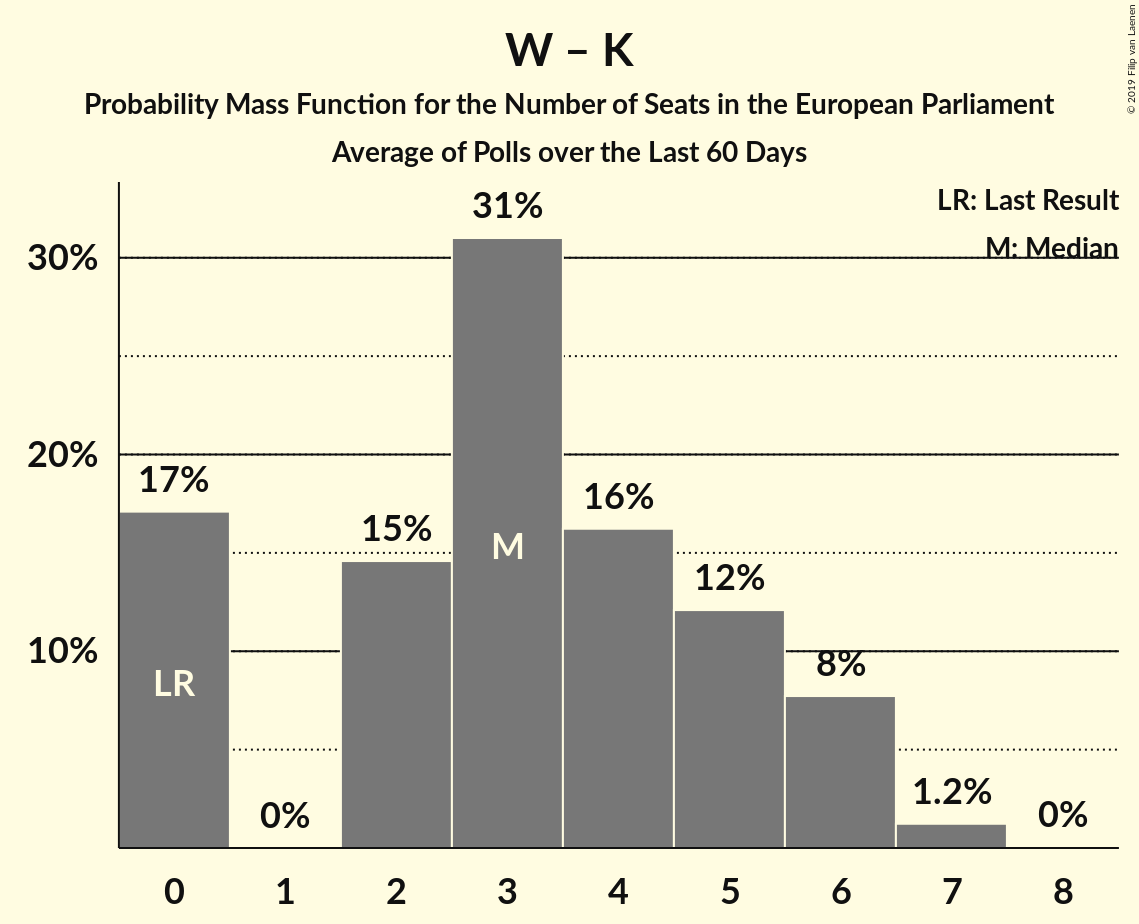 W – K
Probability Mass Function for the Number of Seats in the European Parliament
Average of Polls over the Last 60 Days
© 2019 Filip van Laenen
LR: Last Result
M: Median
30%
20%
10%
17%
0%
15%
31%
16%
12%
8%
1.2%
0%
LR
M
0 1 2 3 4 5 6 7 8